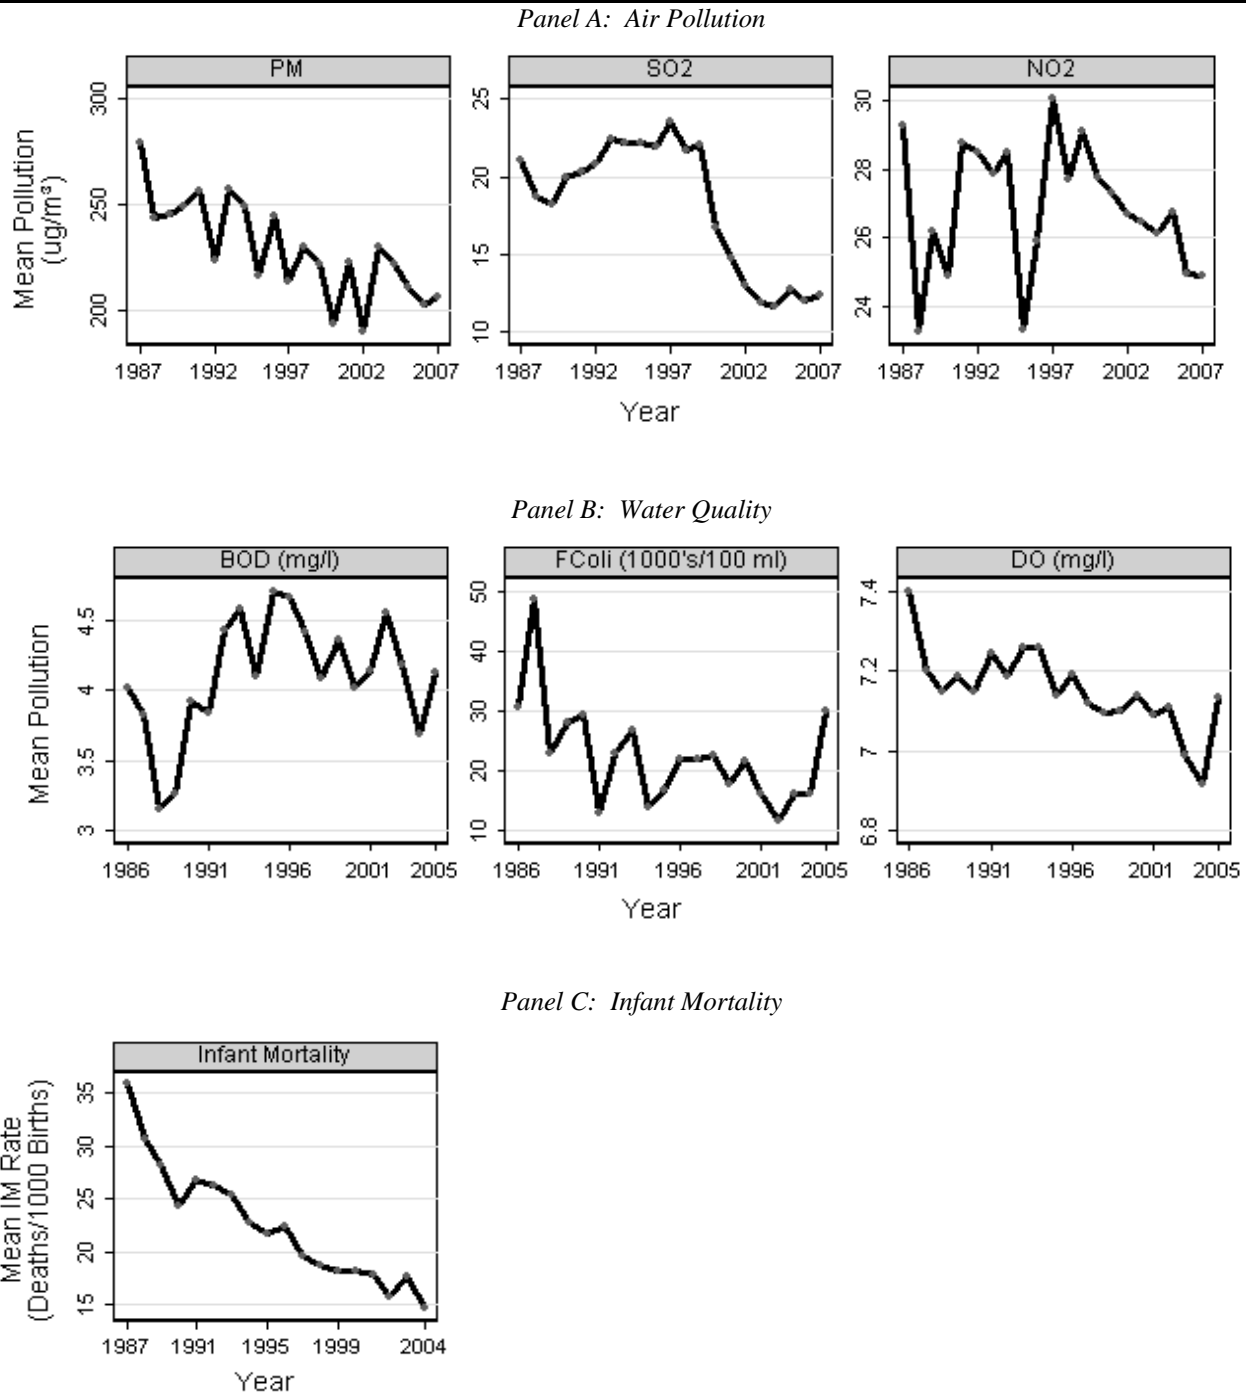 Panel A: Air Pollution
PM
SO2
NO2
Mean Pollution
(ug/m³)
300
250
200
25
20
15
10
30
28
26
24
1987 1992 1997 2002 2007
1987 1992 1997 2002 2007
1987 1992 1997 2002 2007
Year
Panel B: Water Quality
BOD (mg/l)
FColi (1000's/100 ml)
DO (mg/l)
Mean Pollution
4.5
4
3.5
3
50
40
30
20
10
7.4
7.2
7
6.8
1986 1991 1996 2001 2005
1986 1991 1996 2001 2005
1986 1991 1996 2001 2005
Year
Panel C: Infant Mortality
Infant Mortality
Mean IM Rate
(Deaths/1000 Births)
35
30
25
20
15
1987 1991 1995 1999 2004
Year